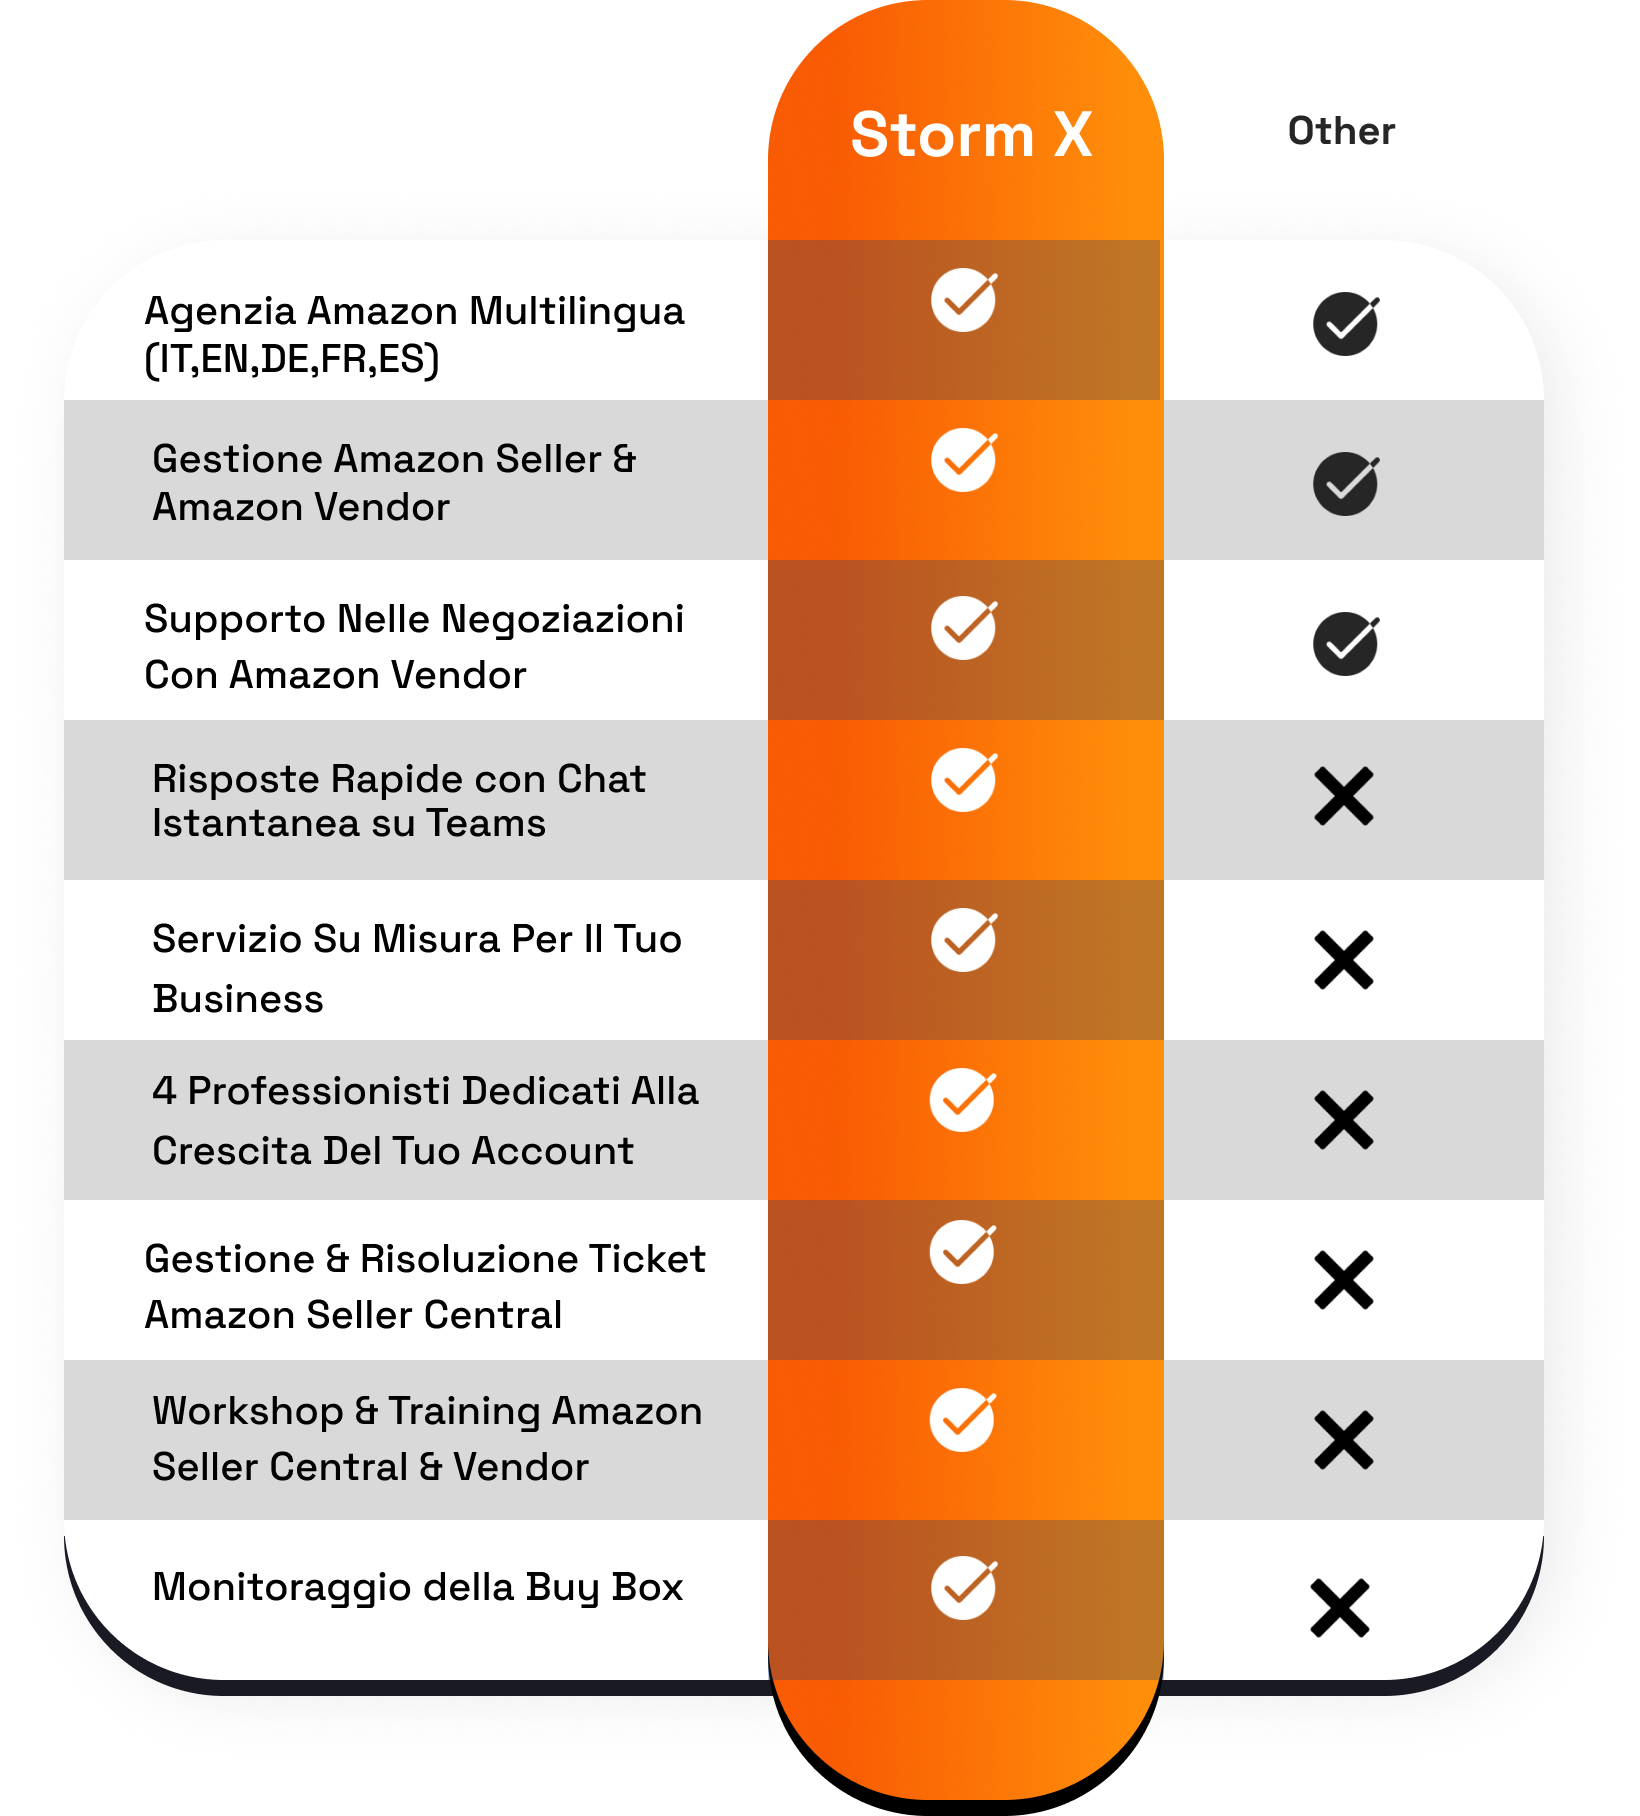 Storm X
Other
Agenzia Amazon Multilingua
(IT,EN,DE,FR,ES)
Gestione Amazon Seller &
Amazon Vendor
Supporto Nelle Negoziazioni
Con Amazon Vendor
Risposte Rapide con Chat
Istantanea su Teams
Servizio Su Misura Per Il Tuo
Business
4 Professionisti Dedicati Alla
Crescita Del Tuo Account
Gestione & Risoluzione Ticket
Amazon Seller Central
Workshop & Training Amazon
Seller Central & Vendor
Monitoraggio della Buy Box